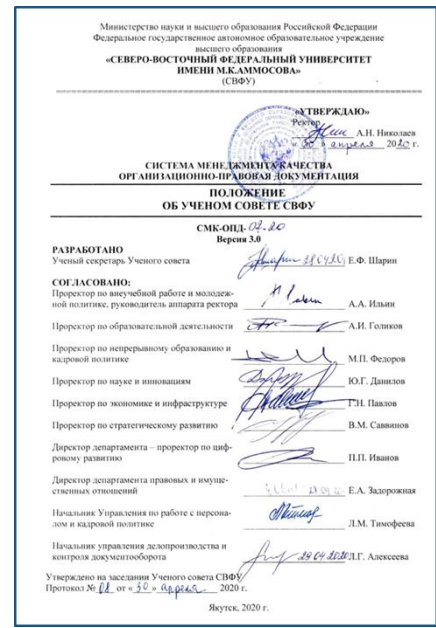 Министерство науки и высшего образования Российской Федерации
Федеральное государственное автономное образовательное учреждение
высшего образования
«СЕВЕРО-ВОСТОЧНЫЙ ФЕДЕРАЛЬНЫЙ УНИВЕРСИТЕТ
ИМЕНИ М.К.АММОСОВА»
(СВФУ)
«УТВЕРЖДАЮ»
Ректор
А.Н. Николаев
« 30 » апреля 2020 г.
СИСТЕМА МЕНЕДЖМЕНТА КАЧЕСТВА
ОРГАНИЗАЦИОННО-ПРАВОВАЯ ДОКУМЕНТАЦИЯ
ПОЛОЖЕНИЕ
ОБ УЧЕНОМ СОВЕТЕ СВФУ
СМК-ОПД-02-20
Версия 3.0
РАЗРАБОТАНО
Ученый секретарь Ученого совета Е.Ф. Шарин
СОГЛАСОВАНО:
Проректор по внеучебной работе и молодеж-
ной политике, руководитель аппарата ректора А.А. Ильин
Проректор по образовательной деятельности А.И. Голиков
Проректор по непрерывному образованию и
кадровой политике М.П. Федоров
Проректор по науке и инновациям Ю.Г. Данилов
Проректор по экономике и инфраструктуре Г.Н. Павлов
Проректор по стратегическому развитию В.М. Саввинов
Директор департамента – проректор по циф-
ровому развитию П.П. Иванов
Директор департамента правовых и имуще-
ственных отношений Е.А. Задорожная
Начальник Управления по работе с персона-
лом и кадровой политике Л.М. Тимофеева
Начальник управления делопроизводства и
контроля документооборота 29 04 2020 Л.Г. Алексеева
Утверждено на заседании Ученого совета СВФУ
Протокол № 08 от « 30 » апреля 2020 г.
Якутск, 2020 г.